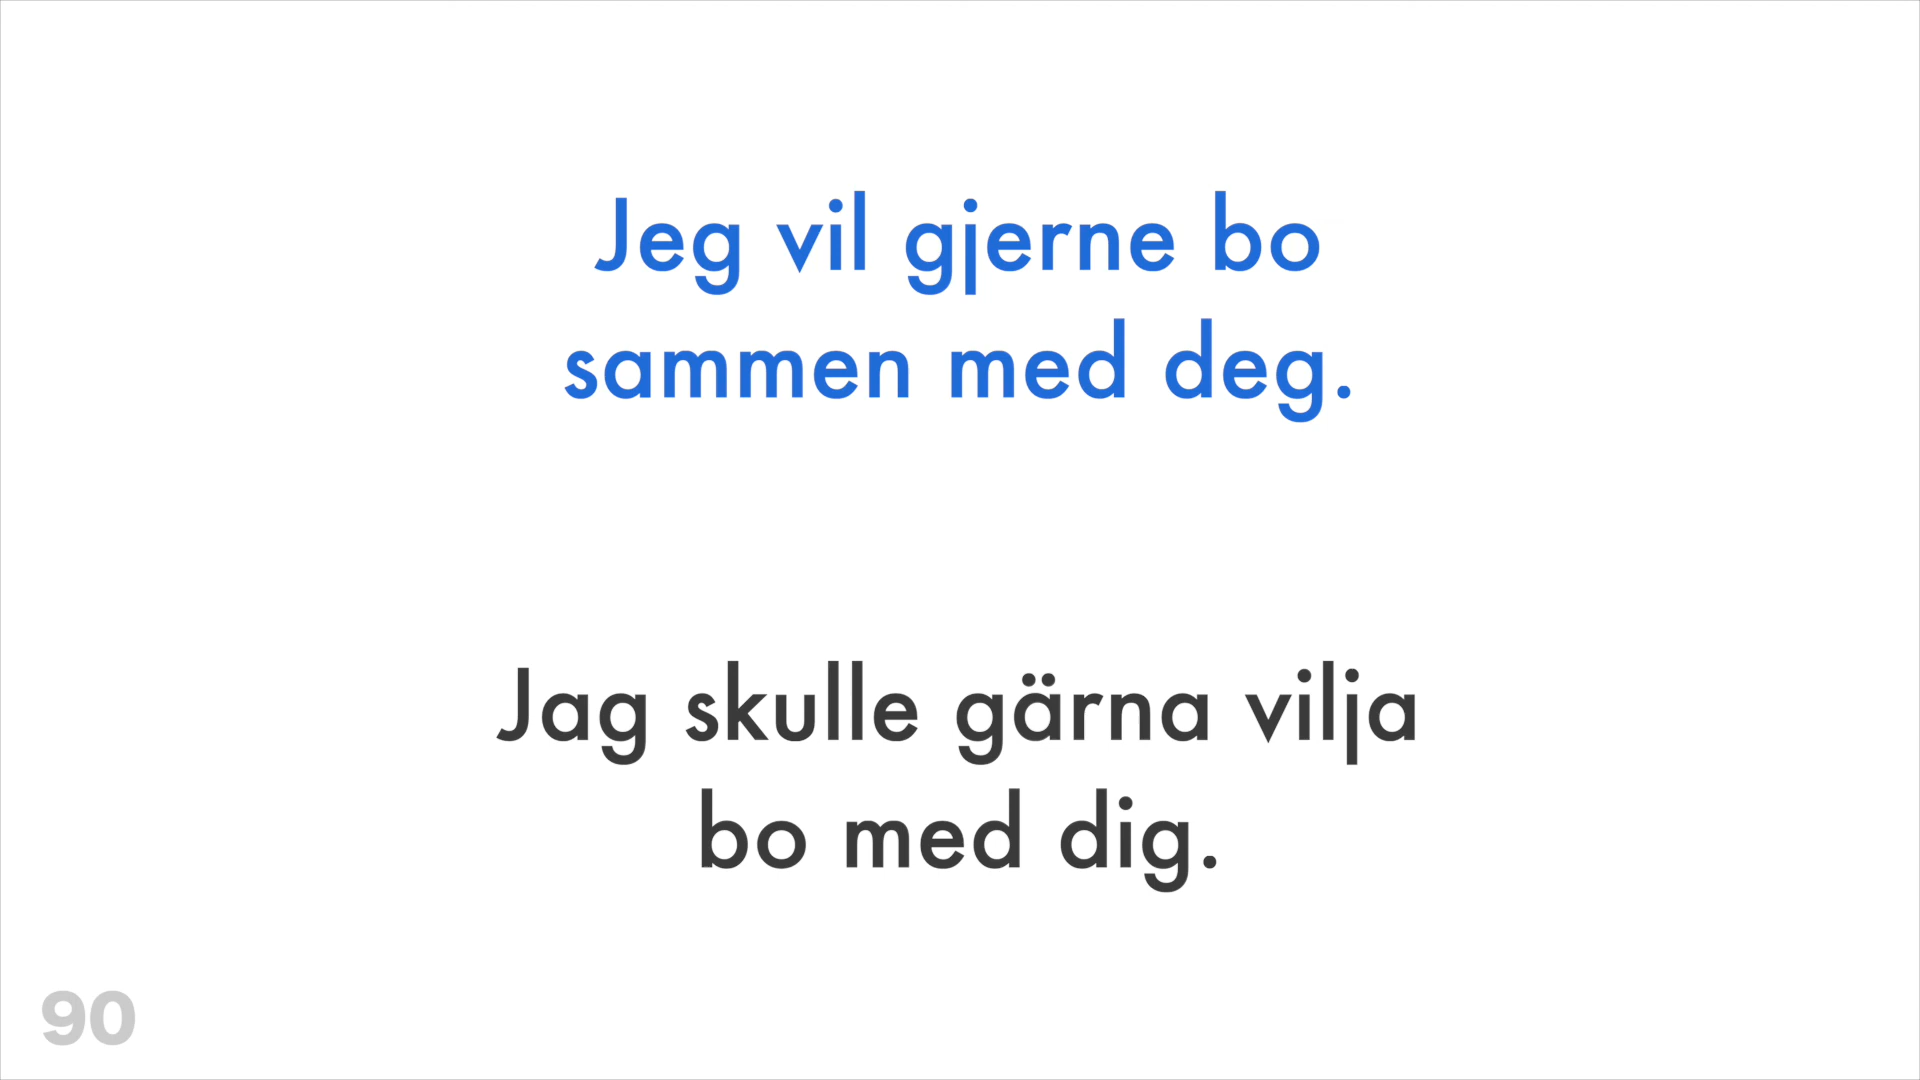 Jeg vil gjerne bo
sammen med deg.
Jag skulle gärna vilja
bo med dig.
90